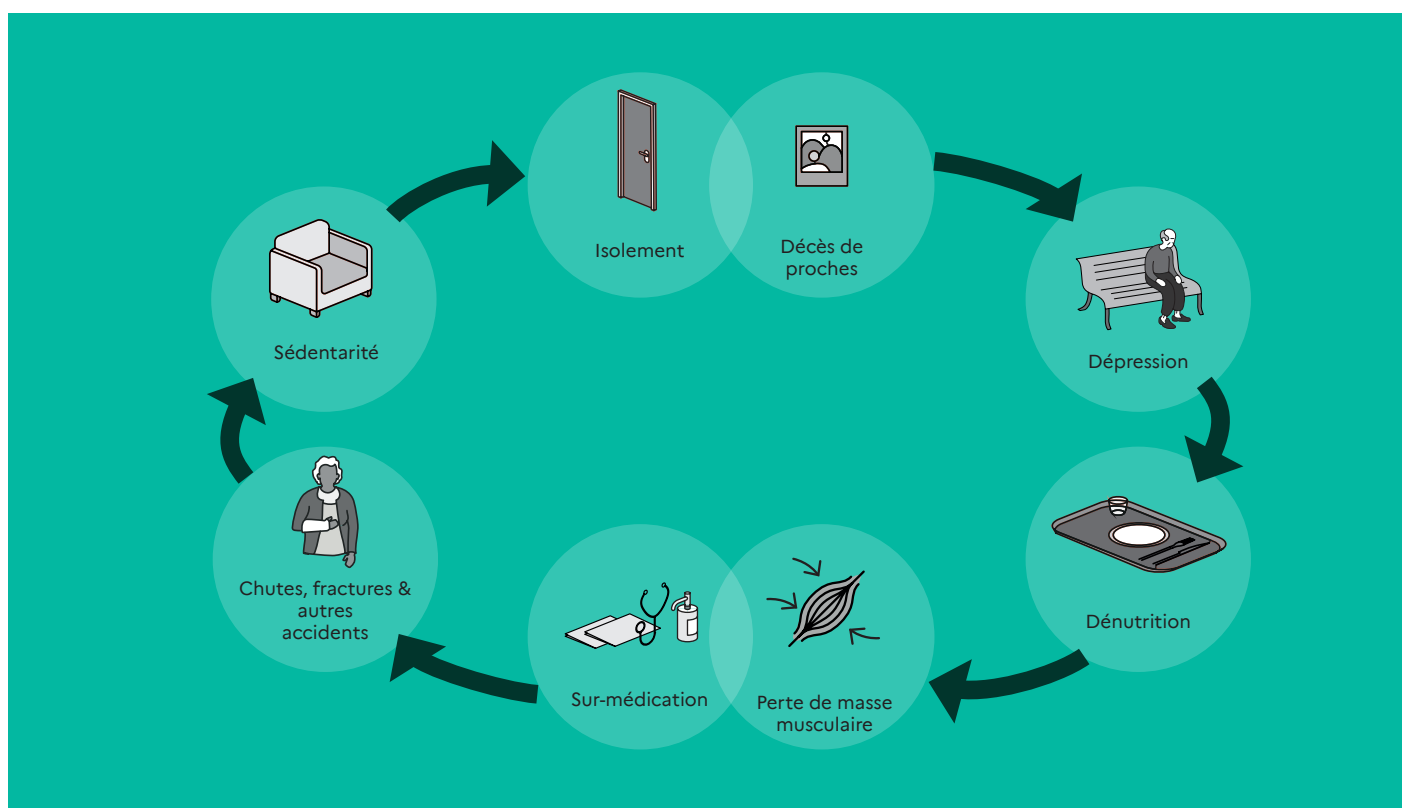 Isolement
Décès de
proches
Sédentarité
Dépression
Chutes, fractures &
autres
accidents
Dénutrition
Sur-médication
Perte de masse
musculaire